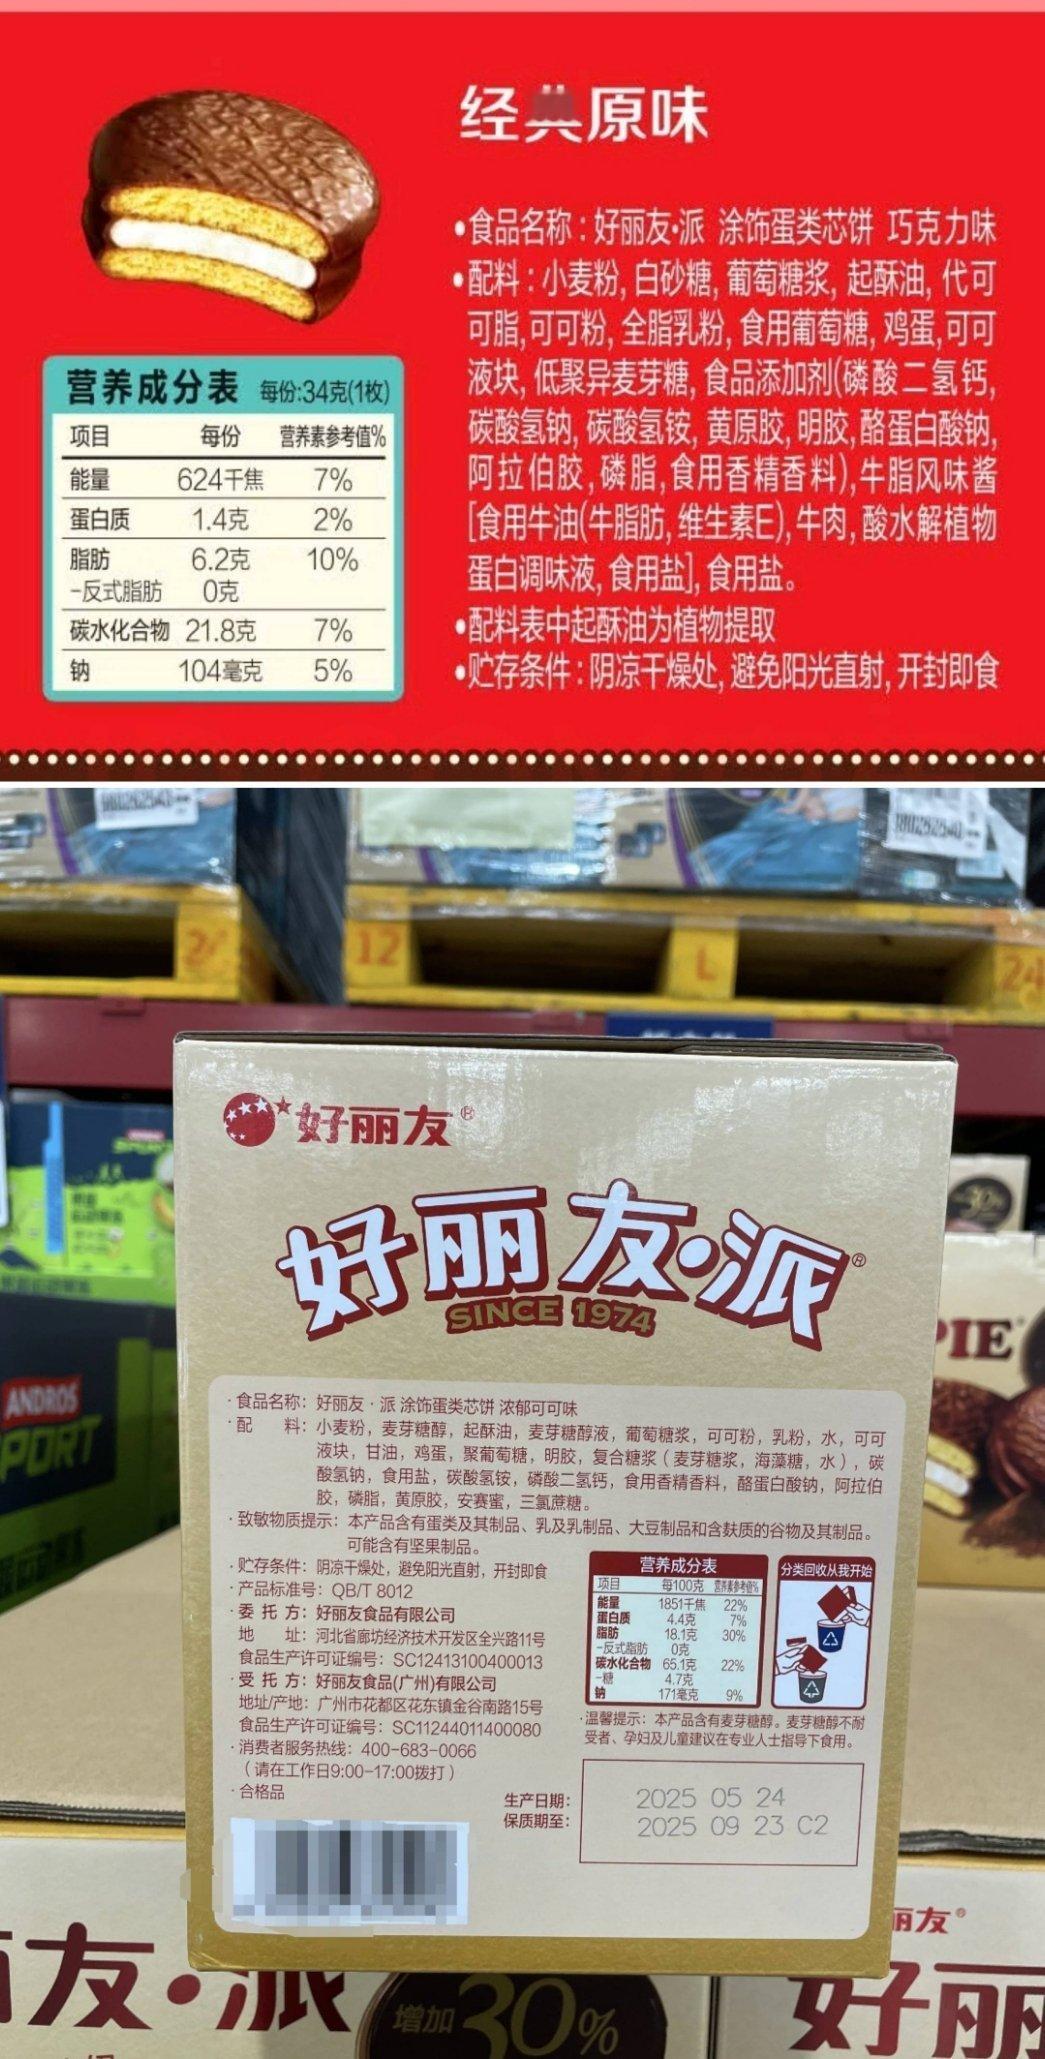 经典原味
•食品名称：好丽友·派 涂饰蛋类芯饼 巧克力味
•配料：小麦粉, 白砂糖, 葡萄糖浆, 起酥油, 代可
可脂,可可粉, 全脂乳粉, 食用葡萄糖, 鸡蛋,可可
液块, 低聚异麦芽糖, 食品添加剂(磷酸二氢钙,
碳酸氢钠, 碳酸氢铵, 黄原胶, 明胶, 酪蛋白酸钠,
阿拉伯胶, 磷脂, 食用香精香料), 牛脂风味酱
[食用牛油(牛脂肪, 维生素E), 牛肉, 酸水解植物
蛋白调味液, 食用盐], 食用盐。
•配料表中起酥油为植物提取
•贮存条件：阴凉干燥处, 避免阳光直射, 开封即食
营养成分表 每份:34克(1枚)
项目 每份 营养素参考值%
能量 624千焦 7%
蛋白质 1.4克 2%
脂肪 6.2克 10%
-反式脂肪 0克
碳水化合物 21.8克 7%
钠 104毫克 5%
12
L
24
ANDROS
PORT
PIE
好丽友®
好丽友·派®
SINCE 1974
·食品名称：好丽友·派 涂饰蛋类芯饼 浓郁可可味
·配 料：小麦粉，麦芽糖醇，起酥油，麦芽糖醇液，葡萄糖浆，可可粉，乳粉，水，可可
液块，甘油，鸡蛋，聚葡萄糖，明胶，复合糖浆（麦芽糖浆，海藻糖，水），碳
酸氢钠，食用盐，碳酸氢铵，磷酸二氢钙，食用香精香料，酪蛋白酸钠，阿拉伯
胶，磷脂，黄原胶，安赛蜜，三氯蔗糖。
·致敏物质提示：本产品含有蛋类及其制品、乳及乳制品、大豆制品和含麸质的谷物及其制品。
可能含有坚果制品。
·贮存条件：阴凉干燥处，避免阳光直射，开封即食
·产品标准号：QB/T 8012
·委 托 方：好丽友食品有限公司
地 址：河北省廊坊经济技术开发区全兴路11号
食品生产许可证编号：SC12413100400013
·受 托 方：好丽友食品(广州)有限公司
地址/产地：广州市花都区花东镇金谷南路15号
食品生产许可证编号：SC11244011400080
·消费者服务热线：400-683-0066
（请在工作日9:00-17:00拨打）
·合格品
营养成分表
项目 每100克 营养素参考值%
能量 1851千焦 22%
蛋白质 4.4克 7%
脂肪 18.1克 30%
-反式脂肪 0克
碳水化合物 65.1克 22%
-糖 4.7克
钠 171毫克 9%
分类回收从我开始
·温馨提示：本产品含有麦芽糖醇。麦芽糖醇不耐
受者、孕妇及儿童建议在专业人士指导下食用。
生产日期： 2025 05 24
保质期至： 2025 09 23 C2
友·派
增加30%
丽友®
好丽